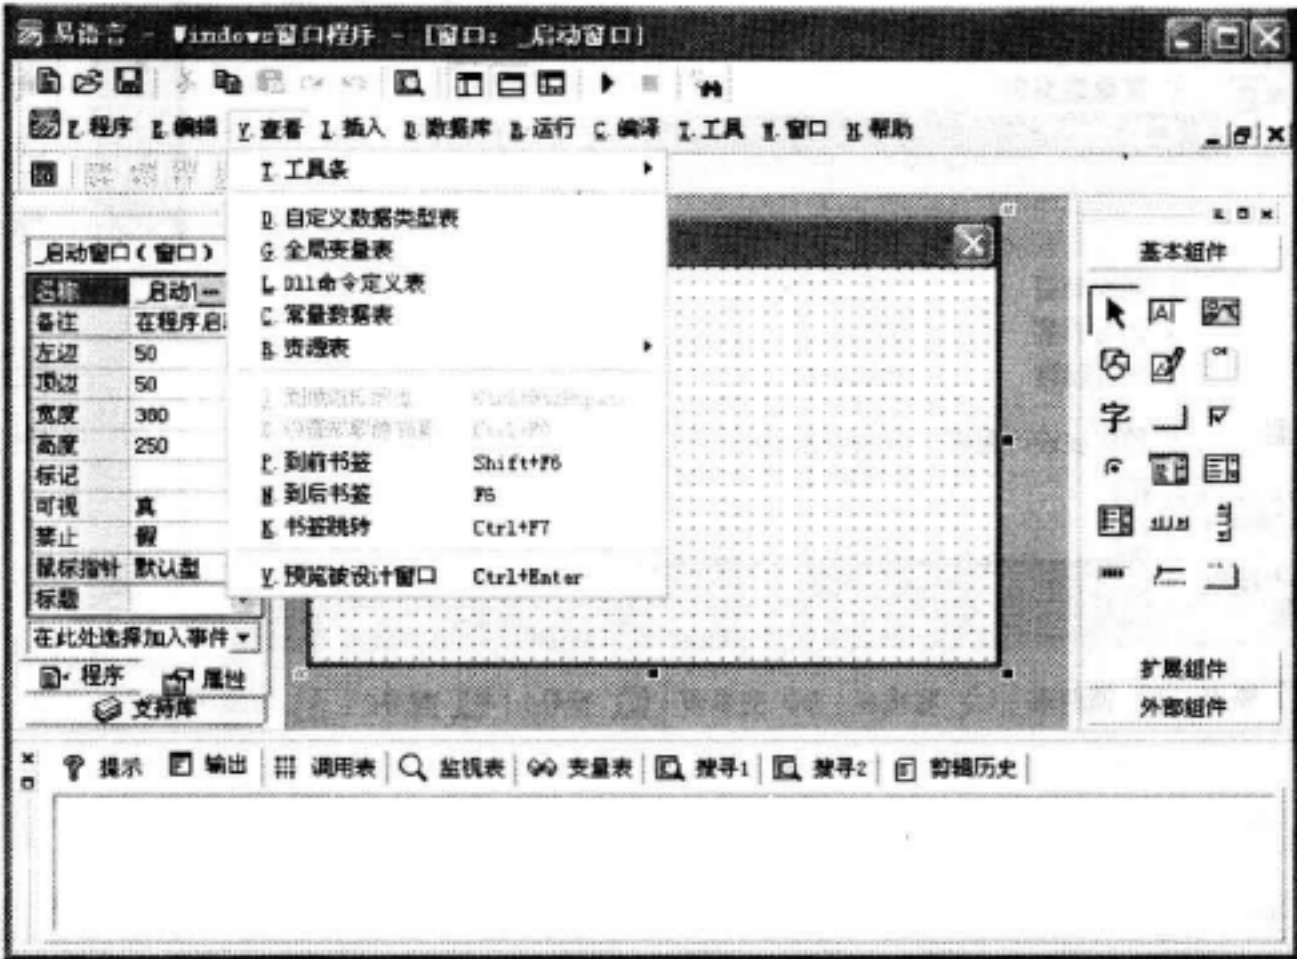 易语言 - Windows窗口程序 - [窗口: _启动窗口]
F.程序 E.编辑 V.查看 I.插入 D.数据库 R.运行 C.编译 T.工具 W.窗口 H.帮助
T.工具条
D.自定义数据类型表
G.全局变量表
L.Dll命令定义表
C.常量数据表
R.资源表
P.到前书签 Shift+F6
N.到后书签 F6
K.书签跳转 Ctrl+F7
V.预览被设计窗口 Ctrl+Enter
_启动窗口(窗口)
名称 _启动
备注 在程序启
左边 50
顶边 50
宽度 380
高度 250
标记
可视 真
禁止 假
鼠标指针 默认型
标题
在此处选择加入事件
程序 属性
支持库
基本组件
字
扩展组件
外部组件
提示 输出 调用表 监视表 变量表 搜寻1 搜寻2 剪辑历史